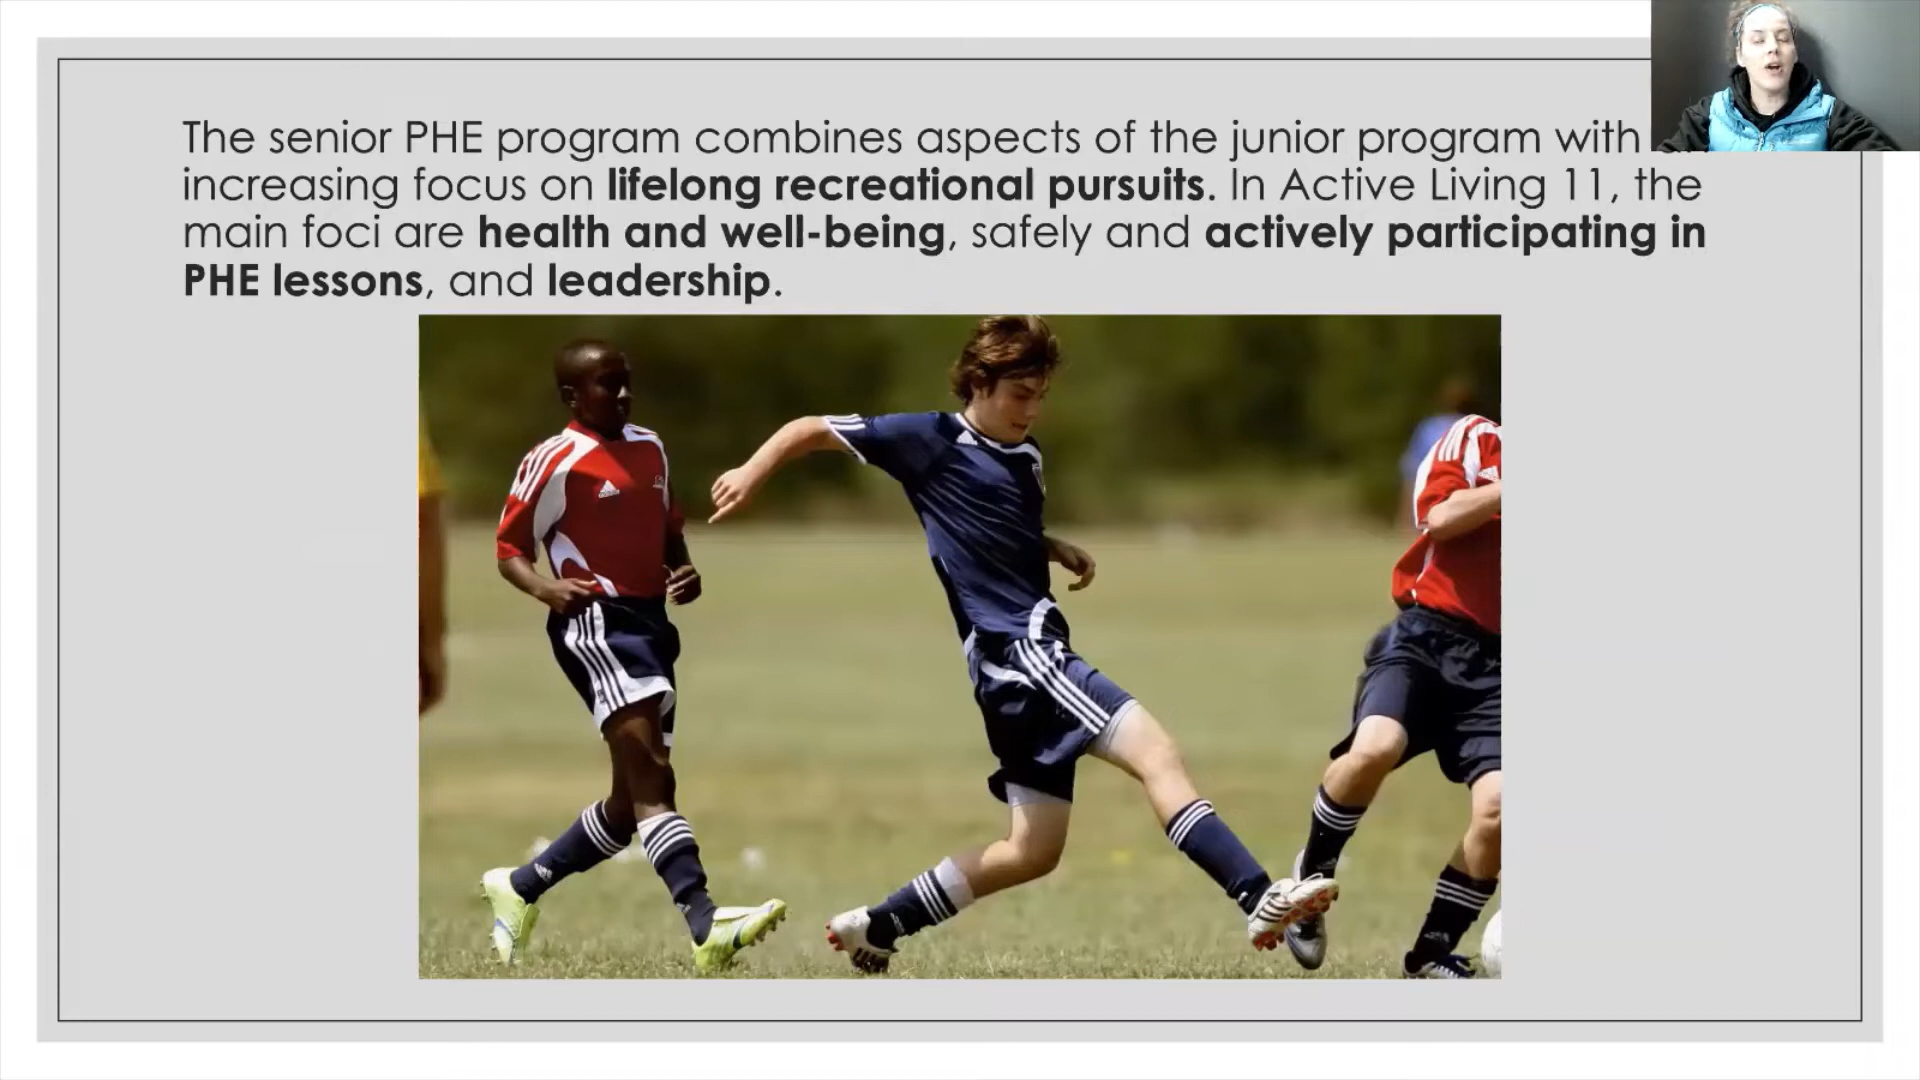 The senior PHE program combines aspects of the junior program with
increasing focus on lifelong recreational pursuits. In Active Living 11, the
main foci are health and well-being, safely and actively participating in
PHE lessons, and leadership.